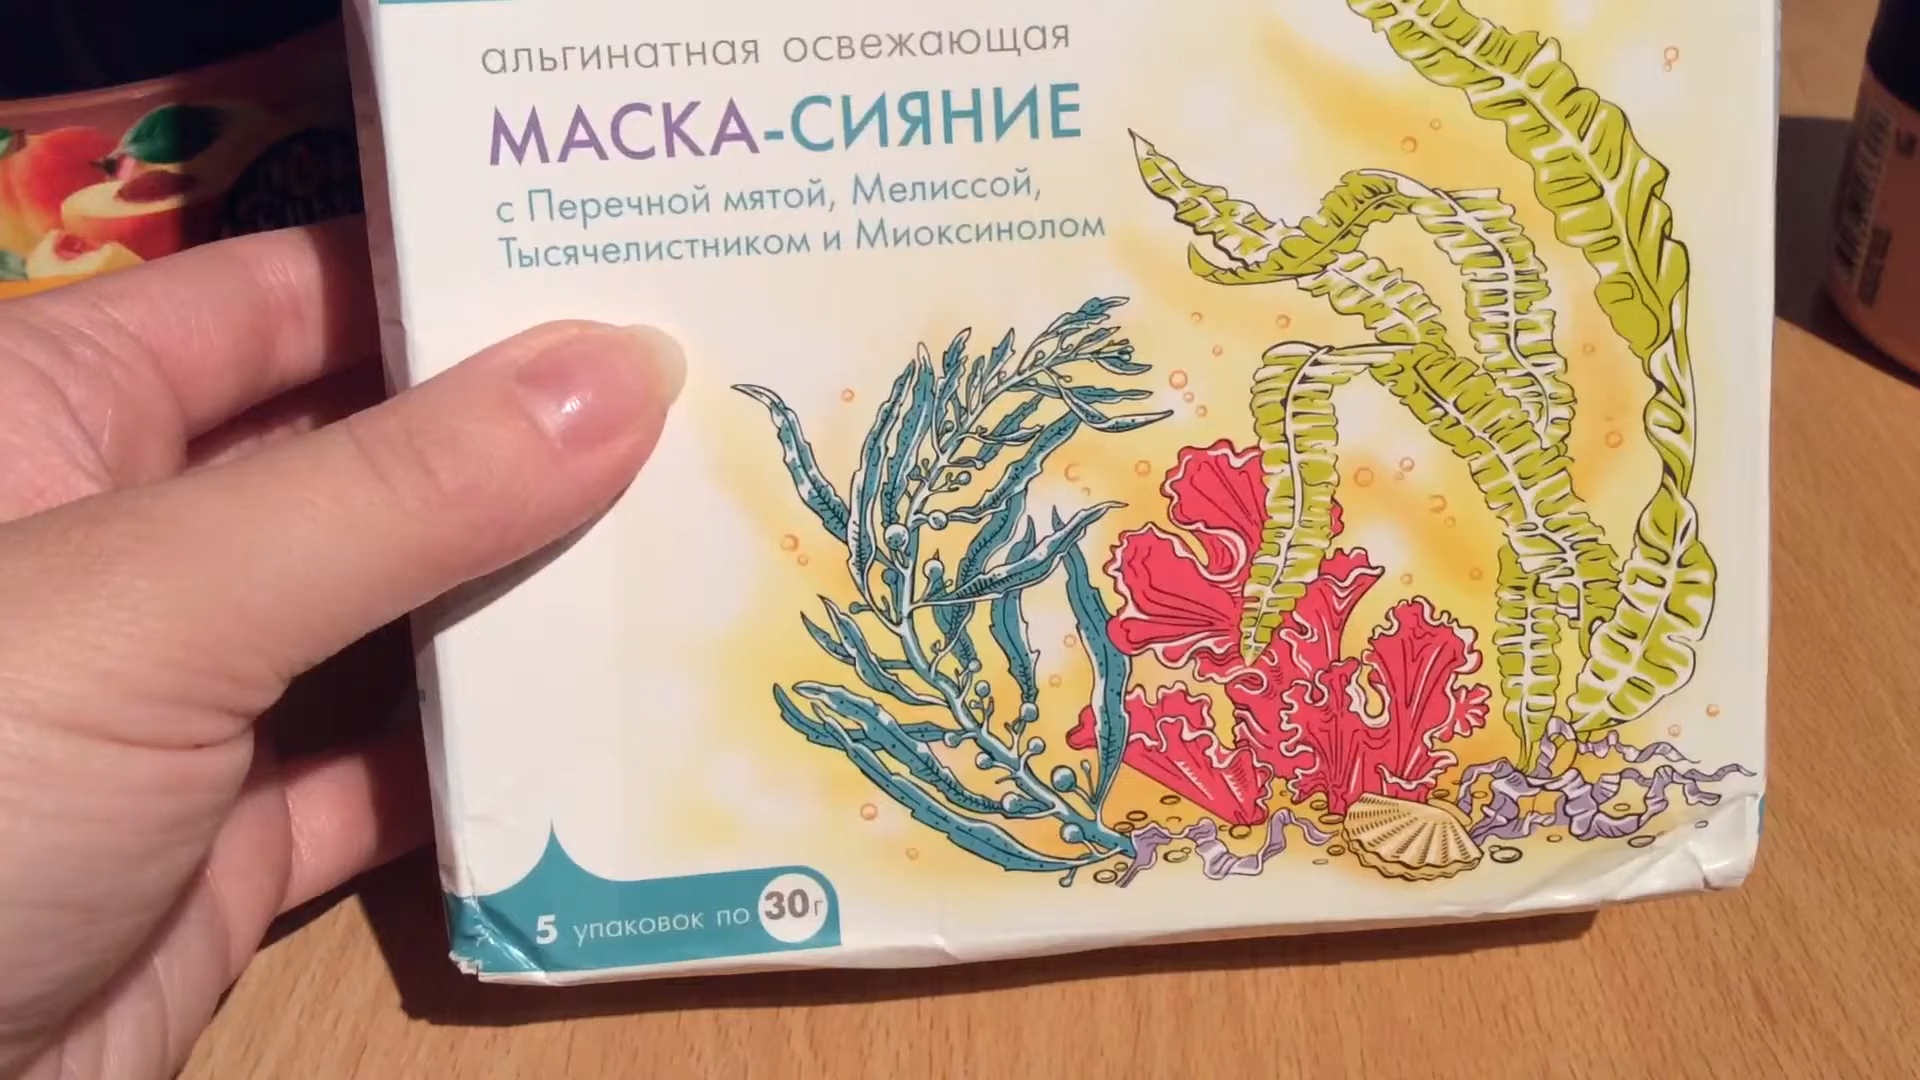 альгинатная освежающая
МАСКА-СИЯНИЕ
с Перечной мятой, Мелиссой,
Тысячелистником и Миоксинолом
5 упаковок по 30г